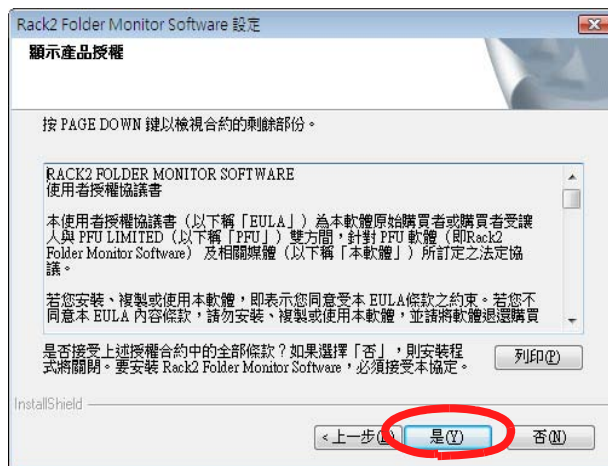 Rack2 Folder Monitor Software 設定
顯示產品授權
按 PAGE DOWN 鍵以檢視合約的剩餘部份。
RACK2 FOLDER MONITOR SOFTWARE
使用者授權協議書
本使用者授權協議書（以下稱「EULA」）為本軟體原始購買者或購買者受讓
人與 PFU LIMITED（以下稱「PFU」）雙方間，針對 PFU 軟體（即Rack2
Folder Monitor Software）及相關媒體（以下稱「本軟體」）所訂定之法定協
議。
若您安裝、複製或使用本軟體，即表示您同意受本 EULA條款之約束。若您不
同意本 EULA 內容條款，請勿安裝、複製或使用本軟體，並請將軟體退還購買
是否接受上述授權合約中的全部條款？如果選擇「否」，則安裝程
式將關閉。要安裝 Rack2 Folder Monitor Software，必須接受本協定。
列印(P)
InstallShield
<上一步(B) 是(Y) 否(N)